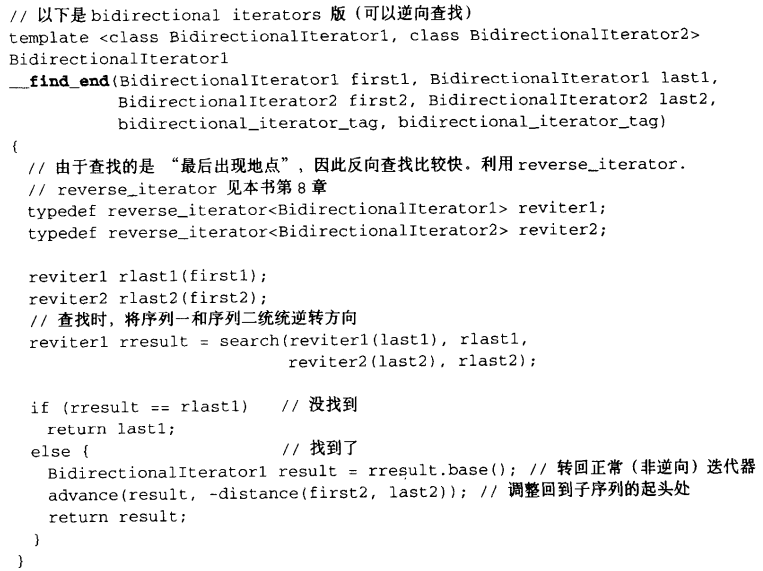 // 以下是 bidirectional iterators 版（可以逆向查找）
template <class BidirectionalIterator1, class BidirectionalIterator2>
BidirectionalIterator1
__find_end(BidirectionalIterator1 first1, BidirectionalIterator1 last1,
BidirectionalIterator2 first2, BidirectionalIterator2 last2,
bidirectional_iterator_tag, bidirectional_iterator_tag)
{
// 由于查找的是 “最后出现地点”，因此反向查找比较快。利用 reverse_iterator.
// reverse_iterator 见本书第 8 章
typedef reverse_iterator<BidirectionalIterator1> reviter1;
typedef reverse_iterator<BidirectionalIterator2> reviter2;
reviter1 rlast1(first1);
reviter2 rlast2(first2);
// 查找时，将序列一和序列二统统逆转方向
reviter1 rresult = search(reviter1(last1), rlast1,
reviter2(last2), rlast2);
if (rresult == rlast1) // 没找到
return last1;
else { // 找到了
BidirectionalIterator1 result = rresult.base(); // 转回正常（非逆向）迭代器
advance(result, -distance(first2, last2)); // 调整回到子序列的起头处
return result;
}
}